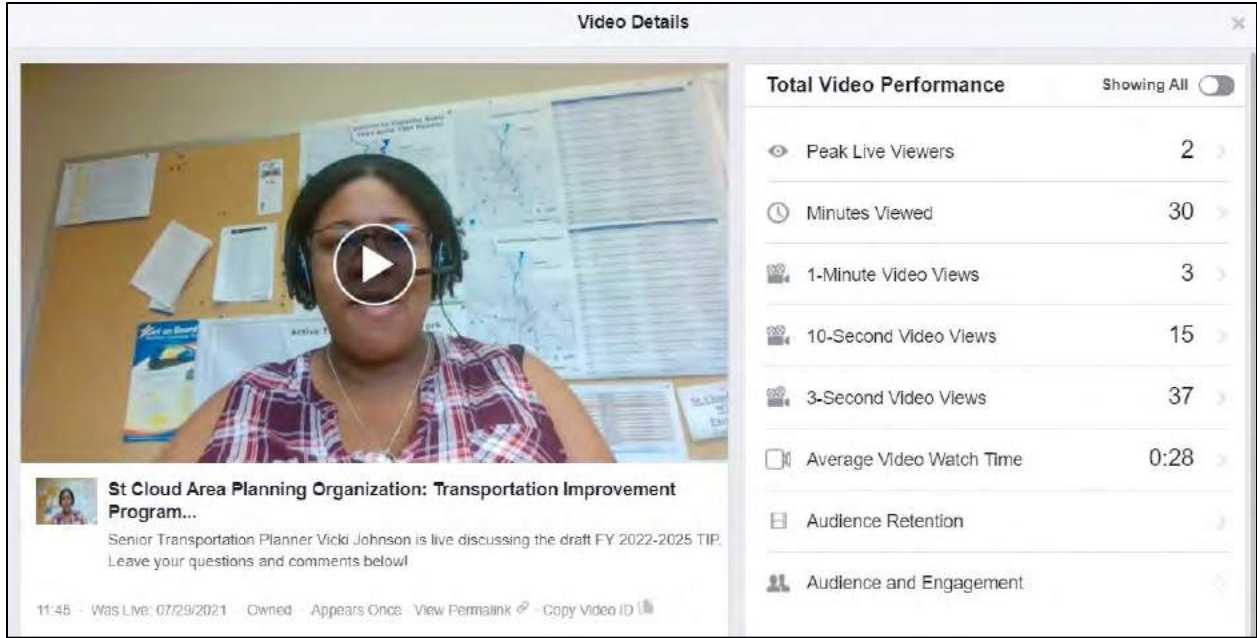 Video Details
Total Video Performance
Showing All
Peak Live Viewers 2
Minutes Viewed 30
1-Minute Video Views 3
10-Second Video Views 15
3-Second Video Views 37
Average Video Watch Time 0:28
Audience Retention
Audience and Engagement
St Cloud Area Planning Organization: Transportation Improvement
Program...
Senior Transportation Planner Vicki Johnson is live discussing the draft FY 2022-2025 TIP.
Leave your questions and comments below!
11:45 · Was Live: 07/29/2021 · Owned · Appears Once · View Permalink · Copy Video ID